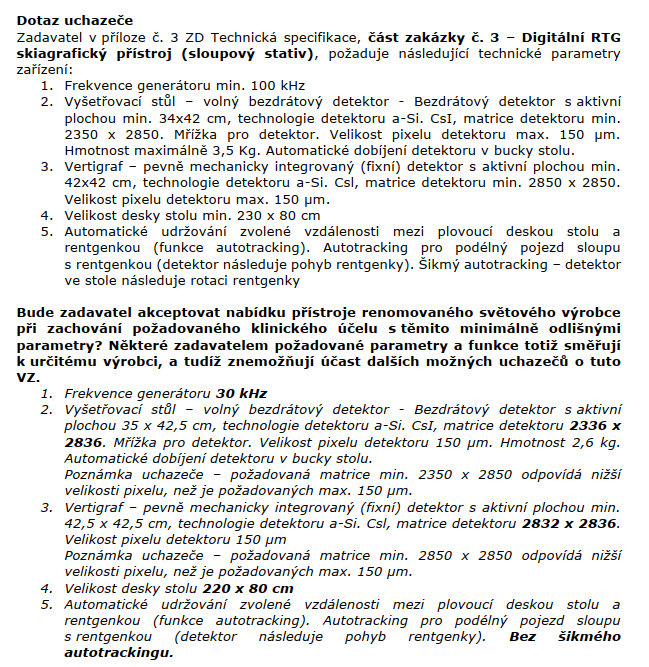 Dotaz uchazeče
Zadavatel v příloze č. 3 ZD Technická specifikace, část zakázky č. 3 – Digitální RTG
skiagrafický přístroj (sloupový stativ), požaduje následující technické parametry
zařízení:
1. Frekvence generátoru min. 100 kHz
2. Vyšetřovací stůl – volný bezdrátový detektor - Bezdrátový detektor s aktivní
plochou min. 34x42 cm, technologie detektoru a-Si. CsI, matrice detektoru min.
2350 x 2850. Mřížka pro detektor. Velikost pixelu detektoru max. 150 µm.
Hmotnost maximálně 3,5 Kg. Automatické dobíjení detektoru v bucky stolu.
3. Vertigraf – pevně mechanicky integrovaný (fixní) detektor s aktivní plochou min.
42x42 cm, technologie detektoru a-Si. Csl, matrice detektoru min. 2850 x 2850.
Velikost pixelu detektoru max. 150 µm.
4. Velikost desky stolu min. 230 x 80 cm
5. Automatické udržování zvolené vzdálenosti mezi plovoucí deskou stolu a
rentgenkou (funkce autotracking). Autotracking pro podélný pojezd sloupu
s rentgenkou (detektor následuje pohyb rentgenky). Šikmý autotracking – detektor
ve stole následuje rotaci rentgenky
Bude zadavatel akceptovat nabídku přístroje renomovaného světového výrobce
při zachování požadovaného klinického účelu s těmito minimálně odlišnými
parametry? Některé zadavatelem požadované parametry a funkce totiž směřují
k určitému výrobci, a tudíž znemožňují účast dalších možných uchazečů o tuto
VZ.
1. Frekvence generátoru 30 kHz
2. Vyšetřovací stůl – volný bezdrátový detektor - Bezdrátový detektor s aktivní
plochou 35 x 42,5 cm, technologie detektoru a-Si. CsI, matrice detektoru 2336 x
2836. Mřížka pro detektor. Velikost pixelu detektoru 150 µm. Hmotnost 2,6 kg.
Automatické dobíjení detektoru v bucky stolu.
Poznámka uchazeče – požadovaná matrice min. 2350 x 2850 odpovídá nižší
velikosti pixelu, než je požadovaných max. 150 µm.
3. Vertigraf – pevně mechanicky integrovaný (fixní) detektor s aktivní plochou min.
42,5 x 42,5 cm, technologie detektoru a-Si. Csl, matrice detektoru 2832 x 2836.
Velikost pixelu detektoru 150 µm
Poznámka uchazeče – požadovaná matrice min. 2850 x 2850 odpovídá nižší
velikosti pixelu, než je požadovaných max. 150 µm.
4. Velikost desky stolu 220 x 80 cm
5. Automatické udržování zvolené vzdálenosti mezi plovoucí deskou stolu a
rentgenkou (funkce autotracking). Autotracking pro podélný pojezd sloupu
s rentgenkou (detektor následuje pohyb rentgenky). Bez šikmého
autotrackingu.